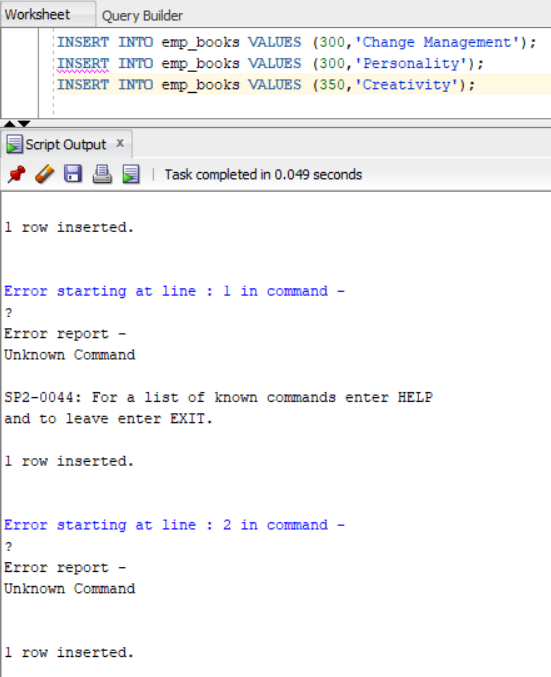 Worksheet Query Builder
INSERT INTO emp_books VALUES (300,'Change Management');
INSERT INTO emp_books VALUES (300,'Personality');
INSERT INTO emp_books VALUES (350,'Creativity');
Script Output x
Task completed in 0.049 seconds
1 row inserted.
Error starting at line : 1 in command -
?
Error report -
Unknown Command
SP2-0044: For a list of known commands enter HELP
and to leave enter EXIT.
1 row inserted.
Error starting at line : 2 in command -
?
Error report -
Unknown Command
1 row inserted.